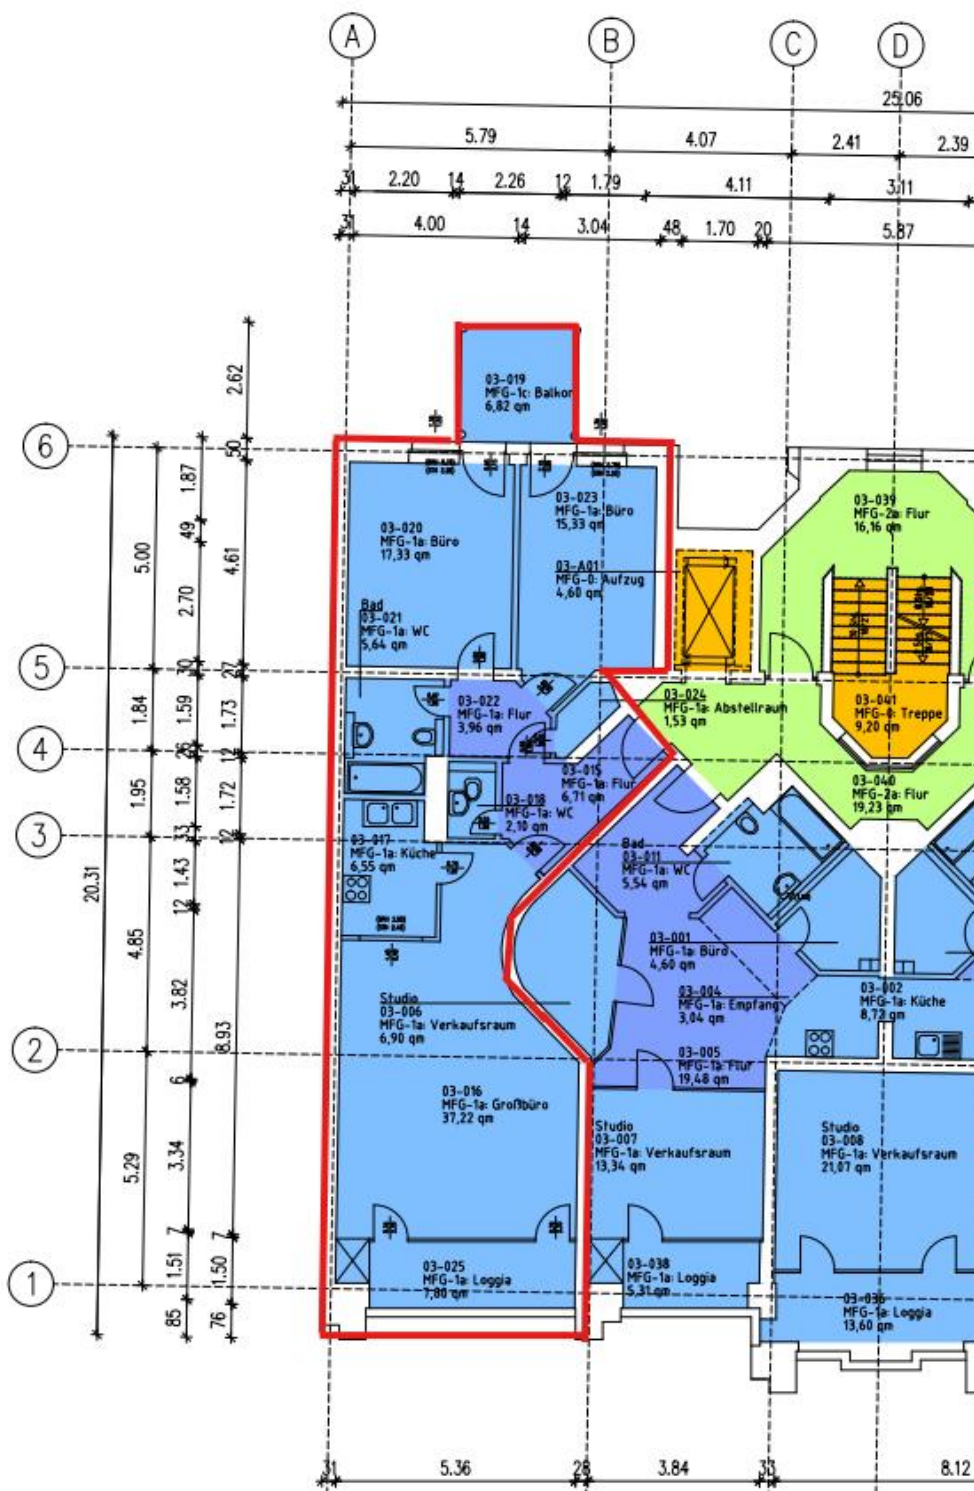 A
B
C
D
25.06
5.79
4.07
2.41
2.39
31
2.20
14
2.26
12
1.79
4.11
3.11
31
4.00
14
3.04
48
1.70
20
5.87
2.62
6
50
1.87
49
5.00
2.70
4.61
5
30
27
1.84
1.59
1.73
4
26
12
1.95
1.58
1.72
3
33
12
1.43
12
20.31
4.85
3.82
8.93
2
6
5.29
3.34
7
7
1
1.51
1.50
85
76
03-019
MFG-1c: Balkon
6,82 qm
03-020
MFG-1a: Büro
17,33 qm
03-023
MFG-1a: Büro
15,33 qm
03-A01
MFG-0: Aufzug
4,60 qm
03-039
MFG-2a: Flur
16,16 qm
Bad
03-021
MFG-1a: WC
5,64 qm
03-022
MFG-1a: Flur
3,96 qm
03-024
MFG-1a: Abstellraum
1,53 qm
03-041
MFG-0: Treppe
9,20 qm
03-015
MFG-1a: Flur
6,71 qm
03-040
MFG-2a: Flur
19,23 qm
03-018
MFG-1a: WC
2,10 qm
03-017
MFG-1a: Küche
6,55 qm
Bad
03-011
MFG-1a: WC
5,54 qm
03-001
MFG-1a: Büro
4,60 qm
03-004
MFG-1a: Empfang
3,04 qm
03-002
MFG-1a: Küche
8,72 qm
Studio
03-006
MFG-1a: Verkaufsraum
6,90 qm
03-005
MFG-1a: Flur
19,48 qm
03-016
MFG-1a: Großbüro
37,22 qm
Studio
03-007
MFG-1a: Verkaufsraum
13,34 qm
Studio
03-008
MFG-1a: Verkaufsraum
21,07 qm
03-025
MFG-1a: Loggia
7,80 qm
03-038
MFG-1a: Loggia
5,31 qm
03-036
MFG-1a: Loggia
13,60 qm
31
5.36
28
3.84
33
8.12